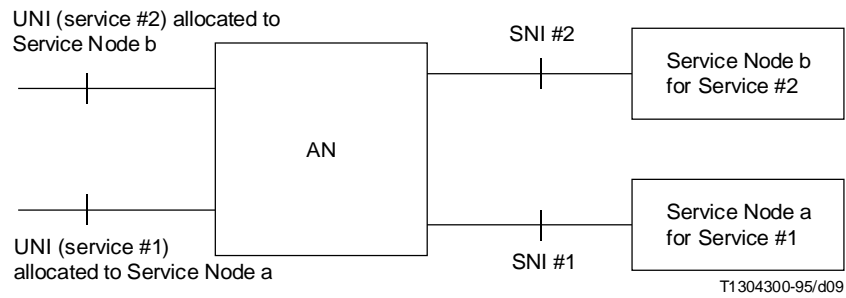 UNI (service #2) allocated to
Service Node b
SNI #2
Service Node b
for Service #2
AN
Service Node a
for Service #1
UNI (service #1)
allocated to Service Node a
SNI #1
T1304300-95/d09